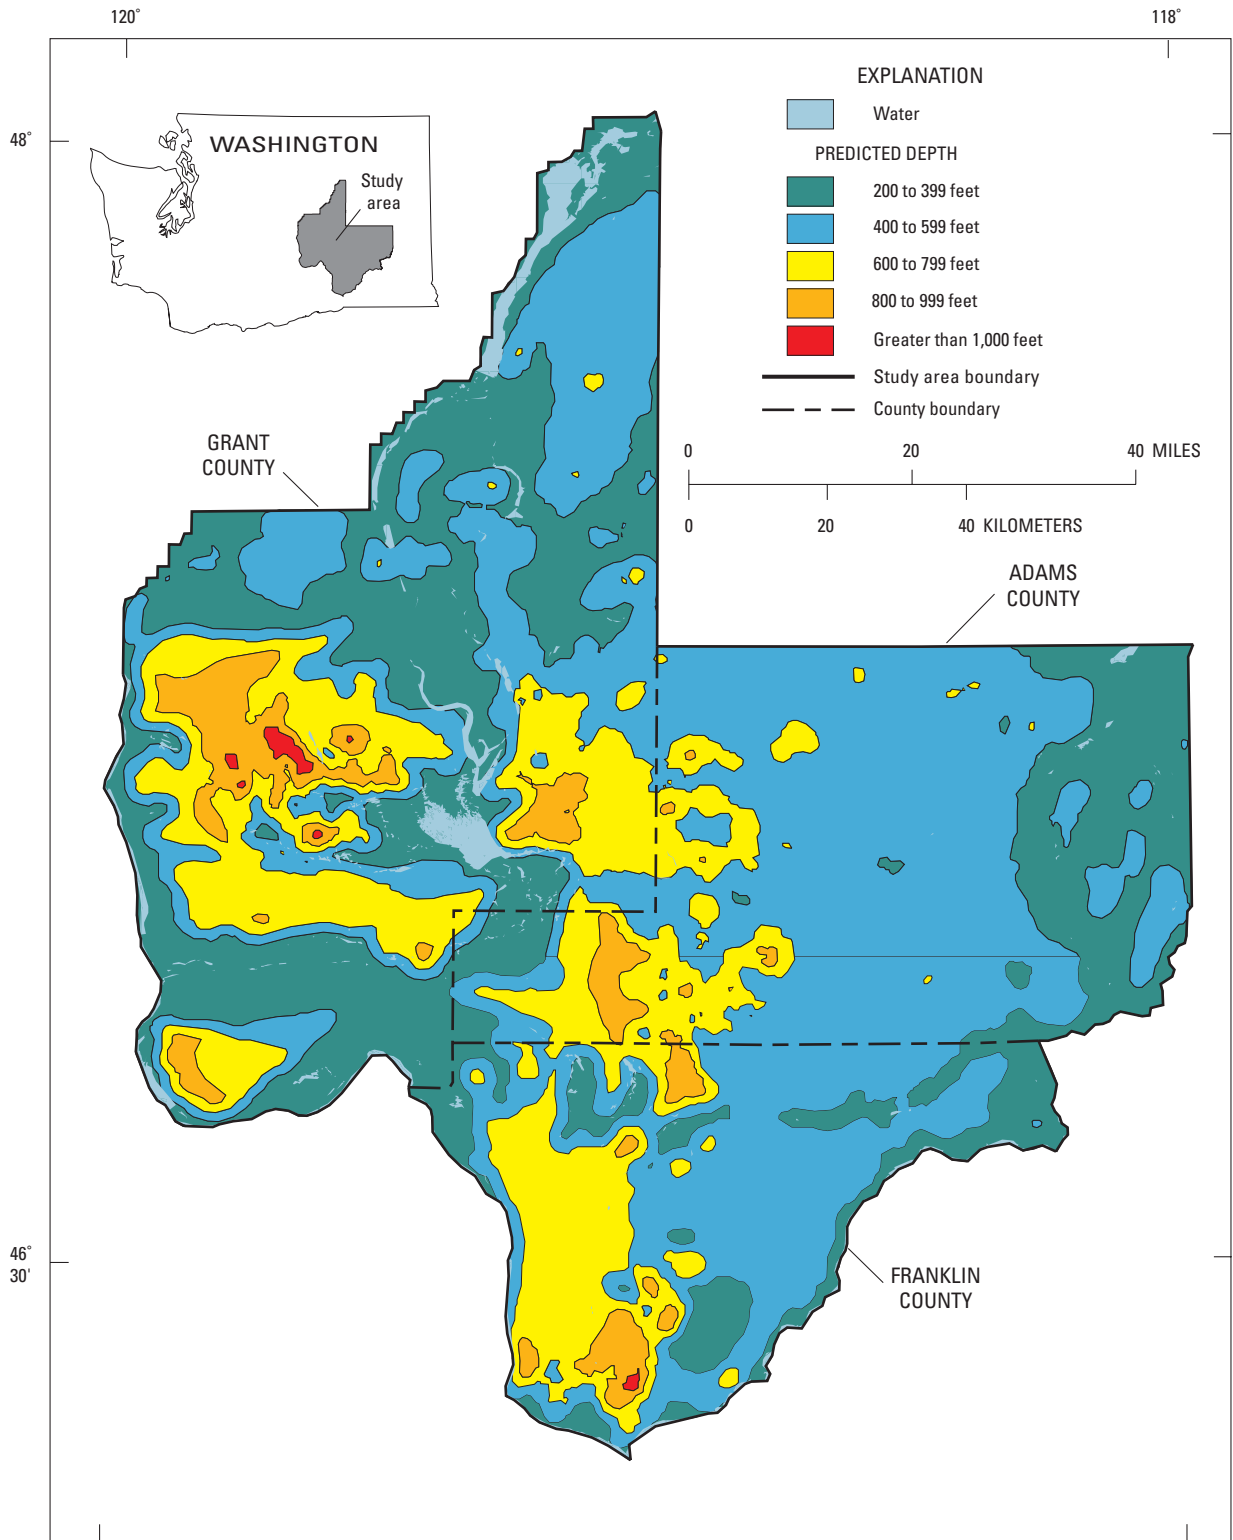 120°
118°
48°
WASHINGTON
Study
area
EXPLANATION
Water
PREDICTED DEPTH
200 to 399 feet
400 to 599 feet
600 to 799 feet
800 to 999 feet
Greater than 1,000 feet
Study area boundary
County boundary
0
20
40 MILES
0
20
40 KILOMETERS
GRANT
COUNTY
ADAMS
COUNTY
46°
30'
FRANKLIN
COUNTY